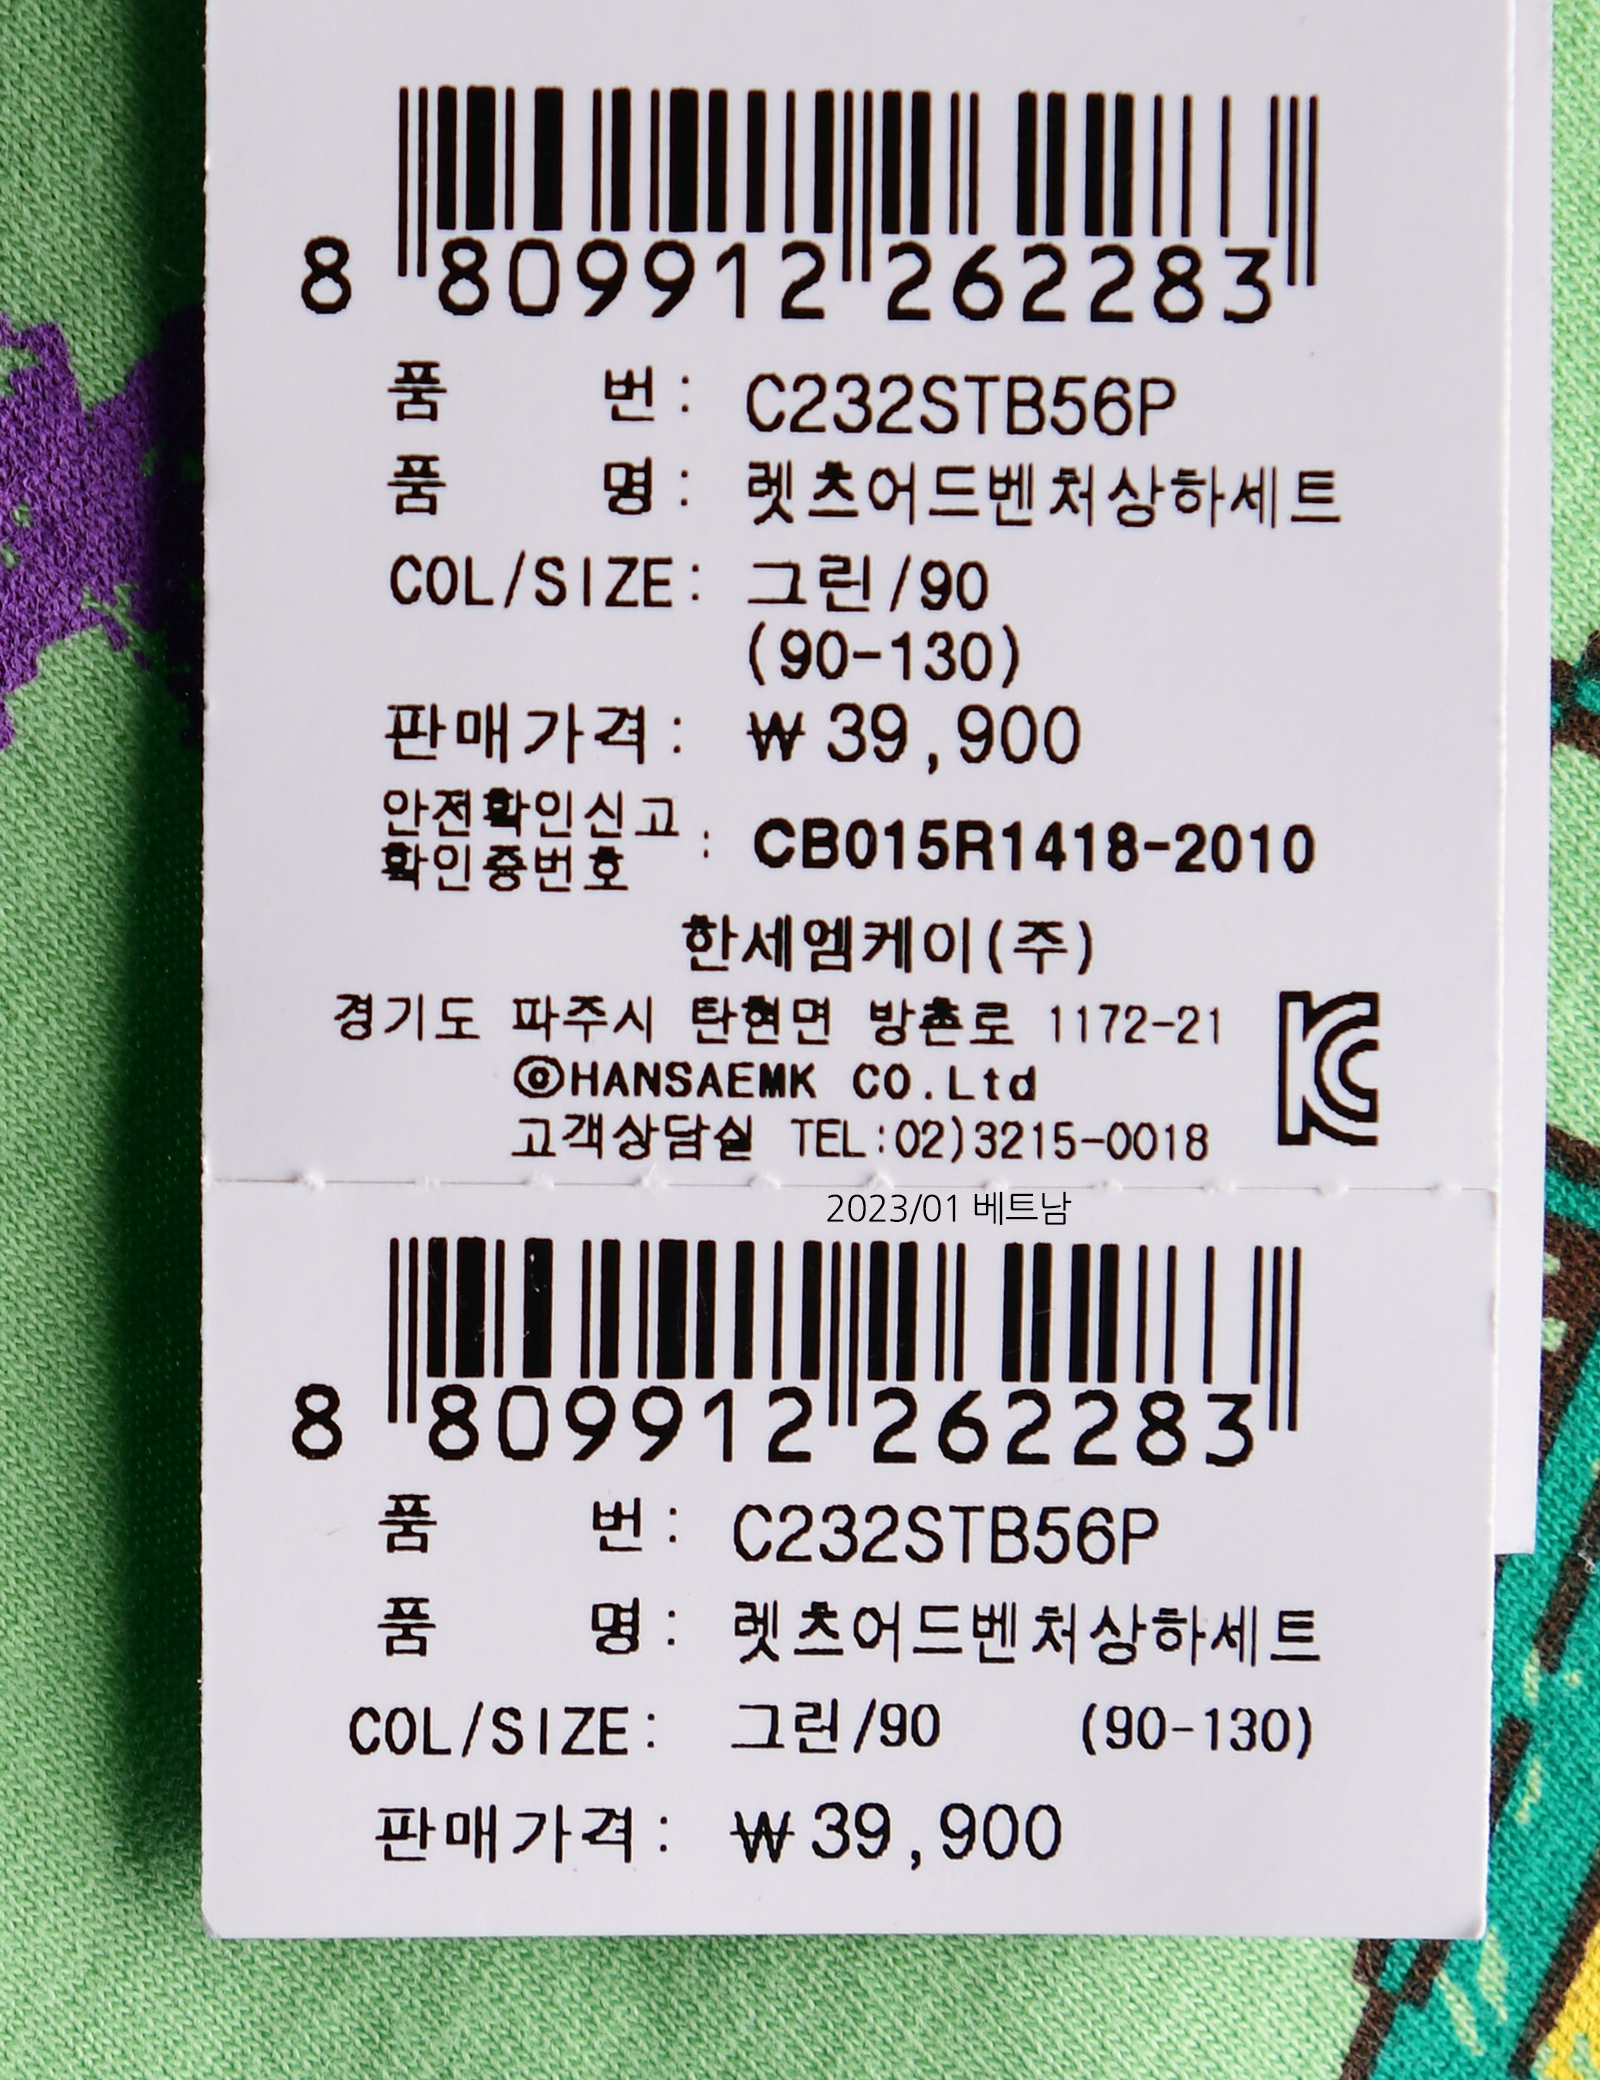 8 809912 262283
품 번: C232STB56P
품 명: 렛츠어드벤처상하세트
COL/SIZE: 그린/90
(90-130)
판매가격: ₩39,900
안전확인신고
확인증번호 : CB015R1418-2010
한세엠케이(주)
경기도 파주시 탄현면 방촌로 1172-21
ⓒHANSAEMK CO.Ltd
고객상담실 TEL:02)3215-0018
KC
2023/01 베트남
8 809912 262283
품 번: C232STB56P
품 명: 렛츠어드벤처상하세트
COL/SIZE: 그린/90 (90-130)
판매가격: ₩39,900